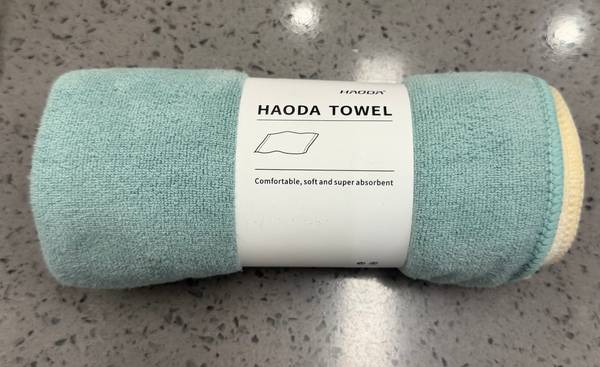 HAODA
HAODA TOWEL
Comfortable, soft and super absorbent